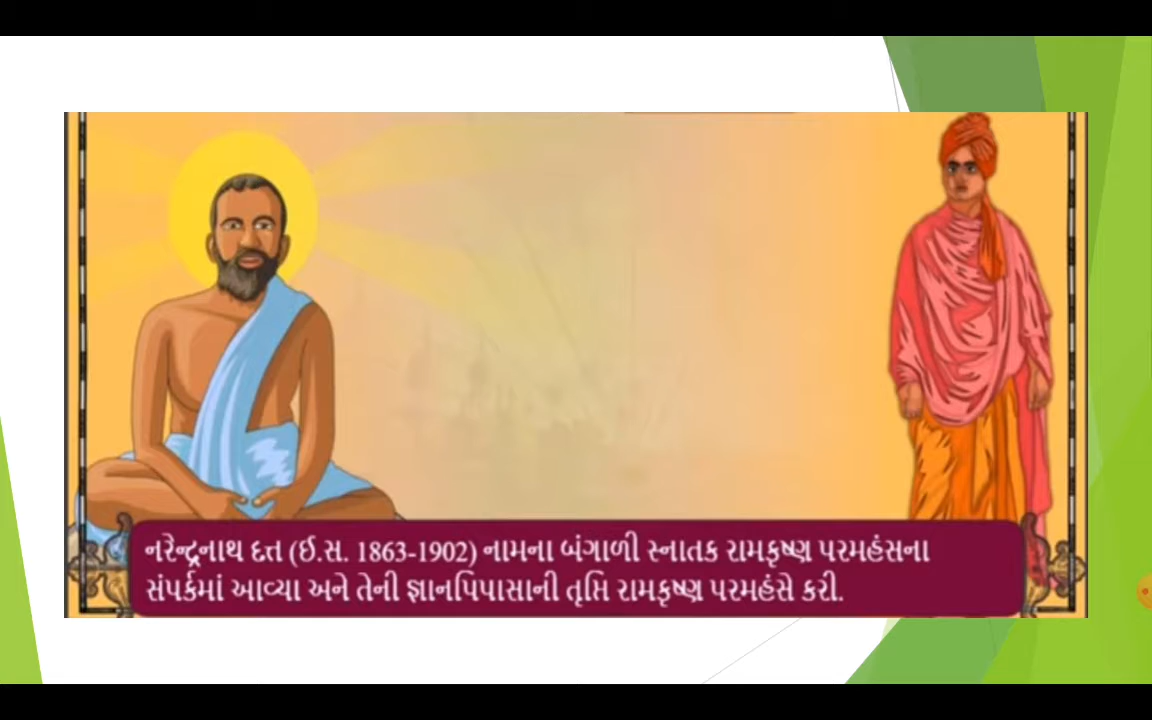 નરેન્દ્રનાથ દત્ત (ઈ.સ. 1863-1902) નામના બંગાળી સ્નાતક રામકૃષ્ણ પરમહંસના
સંપર્કમાં આવ્યા અને તેની જ્ઞાનપિપાસાની તૃપ્તિ રામકૃષ્ણ પરમહંસે કરી.